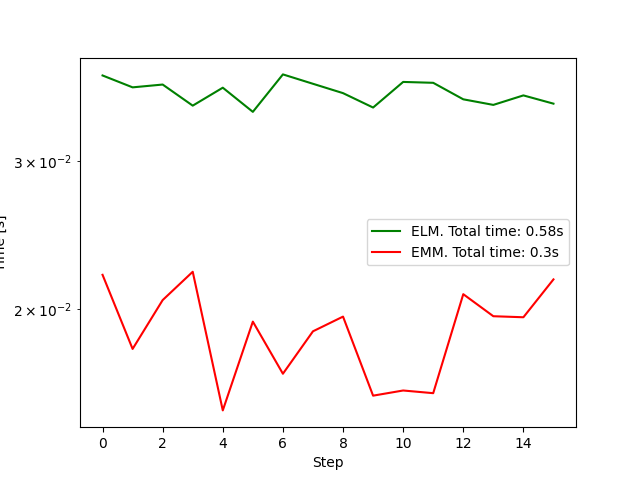 3 × 10⁻²
2 × 10⁻²
Time [s]
ELM. Total time: 0.58s
EMM. Total time: 0.3s
0 2 4 6 8 10 12 14
Step